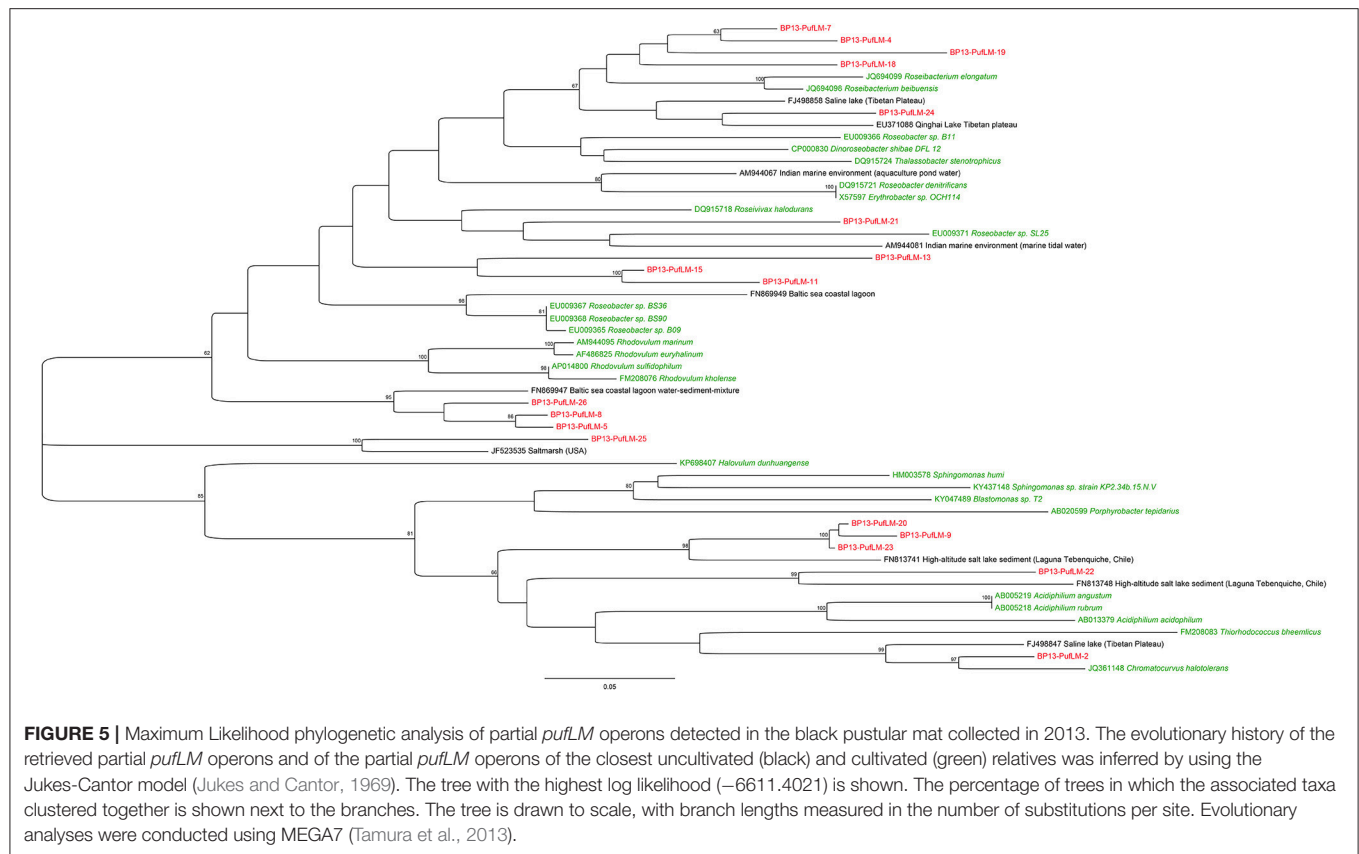 63
BP13-PufLM-7
BP13-PufLM-4
BP13-PufLM-19
BP13-PufLM-18
67
100
JQ694099 Roseibacterium elongatum
JQ694096 Roseibacterium beibuensis
FJ498858 Saline lake (Tibetan Plateau)
BP13-PufLM-24
EU371088 Qinghai Lake Tibetan plateau
EU009366 Roseobacter sp. B11
CP000830 Dinoroseobacter shibae DFL 12
DQ915724 Thalassobacter stenotrophicus
AM944067 Indian marine environment (aquaculture pond water)
80
100
DQ915721 Roseobacter denitrificans
X57597 Erythrobacter sp. OCH114
DQ915718 Roseivivax halodurans
BP13-PufLM-21
EU009371 Roseobacter sp. SL25
AM944081 Indian marine environment (marine tidal water)
BP13-PufLM-13
100
BP13-PufLM-15
BP13-PufLM-11
FN869949 Baltic sea coastal lagoon
98
81
EU009367 Roseobacter sp. BS36
EU009368 Roseobacter sp. BS90
EU009365 Roseobacter sp. B09
100
AM944095 Rhodovulum marinum
AF486825 Rhodovulum euryhalinum
62
98
AP014800 Rhodovulum sulfidophilum
FM208076 Rhodovulum kholense
95
FN869947 Baltic sea coastal lagoon water-sediment-mixture
BP13-PufLM-26
96
BP13-PufLM-8
BP13-PufLM-5
100
BP13-PufLM-25
JF523535 Saltmarsh (USA)
KP698407 Halovulum dunhuangense
85
HM003578 Sphingomonas humi
80
KY437148 Sphingomonas sp. strain KP2.34b.15.N.V
KY047489 Blastomonas sp. T2
AB020599 Porphyrobacter tepidarius
81
BP13-PufLM-20
100
BP13-PufLM-9
98
BP13-PufLM-23
FN813741 High-altitude salt lake sediment (Laguna Tebenquiche, Chile)
66
99
BP13-PufLM-22
FN813748 High-altitude salt lake sediment (Laguna Tebenquiche, Chile)
100
AB005219 Acidiphilium angustum
AB005218 Acidiphilium rubrum
100
AB013379 Acidiphilium acidophilum
FM208083 Thiorhodococcus bheemlicus
FJ498847 Saline lake (Tibetan Plateau)
99
BP13-PufLM-2
97
JQ361148 Chromatocurvus halotolerans
0.05
FIGURE 5 | Maximum Likelihood phylogenetic analysis of partial pufLM operons detected in the black pustular mat collected in 2013. The evolutionary history of the
retrieved partial pufLM operons and of the partial pufLM operons of the closest uncultivated (black) and cultivated (green) relatives was inferred by using the
Jukes-Cantor model (Jukes and Cantor, 1969). The tree with the highest log likelihood (−6611.4021) is shown. The percentage of trees in which the associated taxa
clustered together is shown next to the branches. The tree is drawn to scale, with branch lengths measured in the number of substitutions per site. Evolutionary
analyses were conducted using MEGA7 (Tamura et al., 2013).